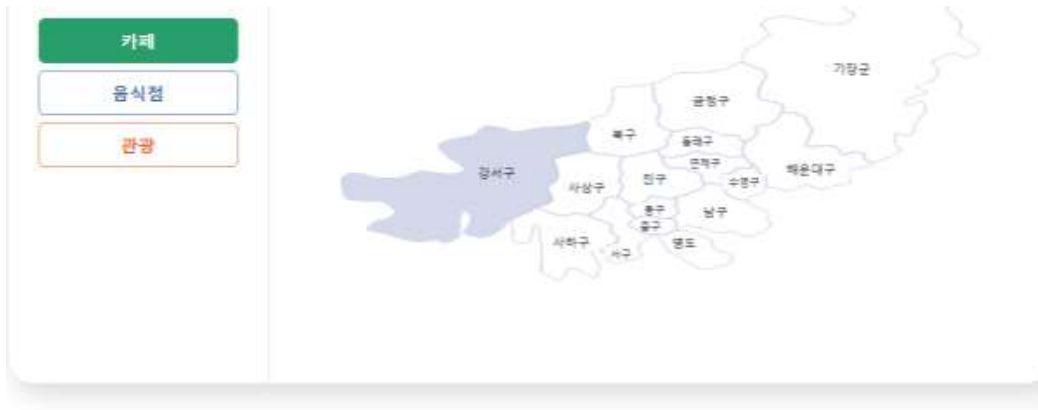 카페
음식점
관광
기장군
금정구
북구
동래구
연제구
강서구
사상구
진구
수영구
해운대구
동구
남구
중구
사하구
서구
영도